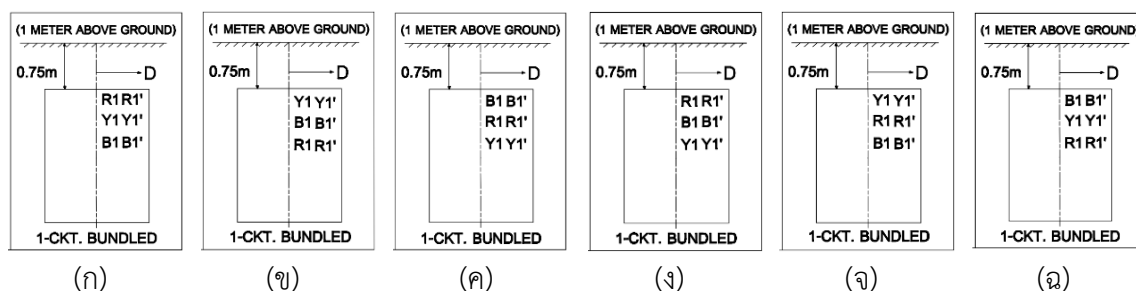 (1 METER ABOVE GROUND)
0.75m
D
R1 R1'
Y1 Y1'
B1 B1'
1-CKT. BUNDLED
(ก)
(1 METER ABOVE GROUND)
0.75m
D
Y1 Y1'
B1 B1'
R1 R1'
1-CKT. BUNDLED
(ข)
(1 METER ABOVE GROUND)
0.75m
D
B1 B1'
R1 R1'
Y1 Y1'
1-CKT. BUNDLED
(ค)
(1 METER ABOVE GROUND)
0.75m
D
R1 R1'
B1 B1'
Y1 Y1'
1-CKT. BUNDLED
(ง)
(1 METER ABOVE GROUND)
0.75m
D
Y1 Y1'
R1 R1'
B1 B1'
1-CKT. BUNDLED
(จ)
(1 METER ABOVE GROUND)
0.75m
D
B1 B1'
Y1 Y1'
R1 R1'
1-CKT. BUNDLED
(ฉ)